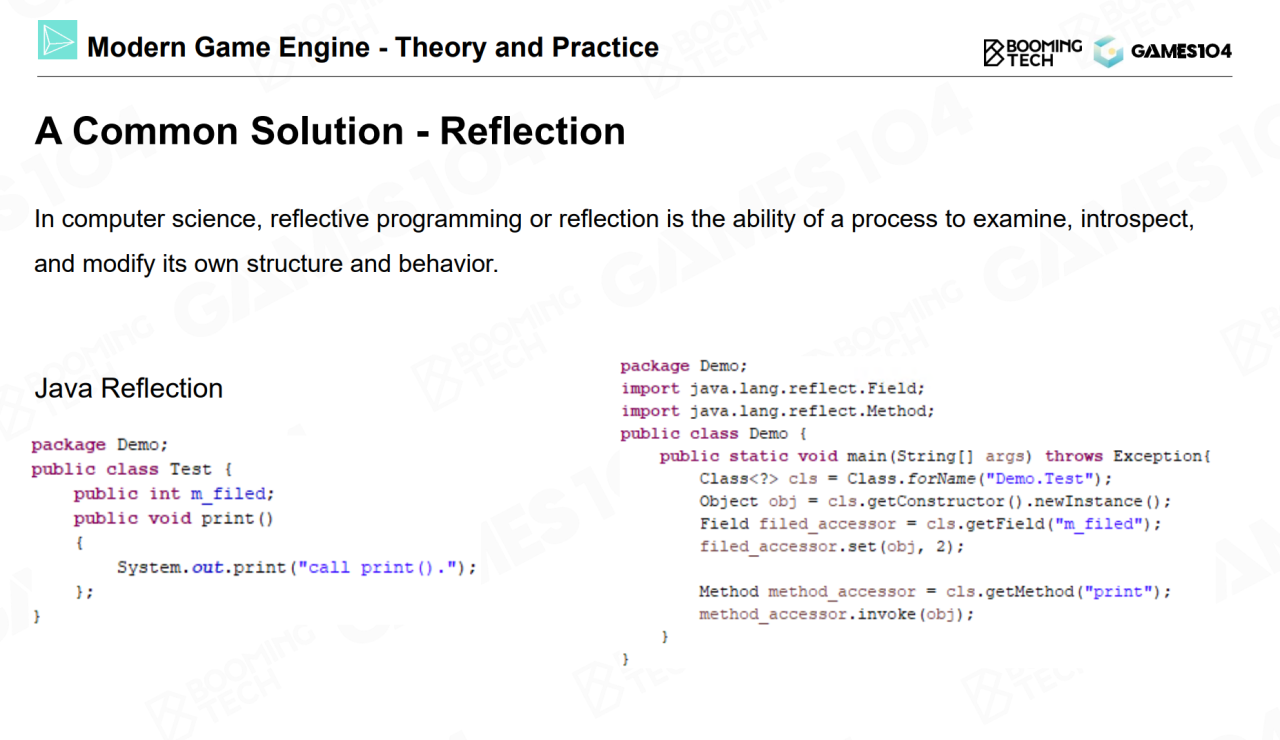 Modern Game Engine - Theory and Practice
BOOMING
TECH
GAMES104
A Common Solution - Reflection
In computer science, reflective programming or reflection is the ability of a process to examine, introspect,
and modify its own structure and behavior.
Java Reflection
package Demo;
public class Test {
public int m_filed;
public void print()
{
System.out.print("call print().");
};
}
package Demo;
import java.lang.reflect.Field;
import java.lang.reflect.Method;
public class Demo {
public static void main(String[] args) throws Exception{
Class<?> cls = Class.forName("Demo.Test");
Object obj = cls.getConstructor().newInstance();
Field filed_accessor = cls.getField("m_filed");
filed_accessor.set(obj, 2);
Method method_accessor = cls.getMethod("print");
method_accessor.invoke(obj);
}
}